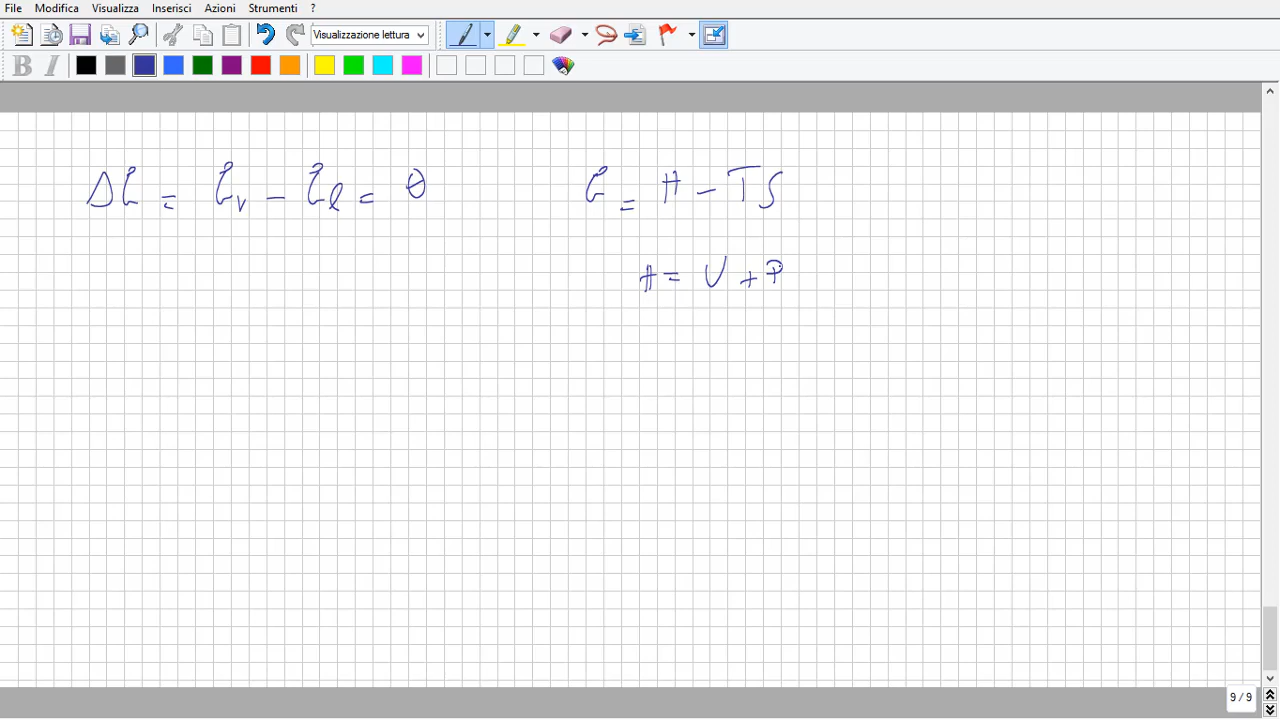 File Modifica Visualizza Inserisci Azioni Strumenti ?
Visualizzazione lettura
B I
ΔG = Gv - Gl = 0
G = H - TS
H = U + P
9 / 9